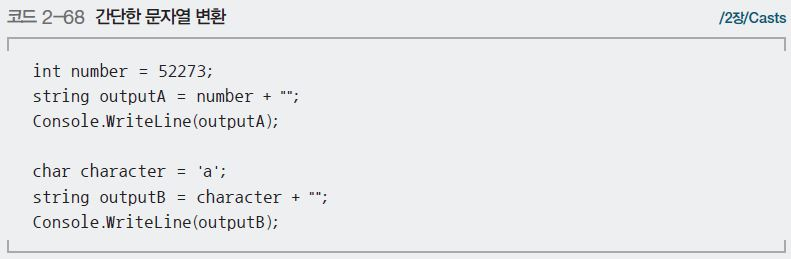 코드 2-68 간단한 문자열 변환 /2장/Casts
int number = 52273;
string outputA = number + "";
Console.WriteLine(outputA);
char character = 'a';
string outputB = character + "";
Console.WriteLine(outputB);